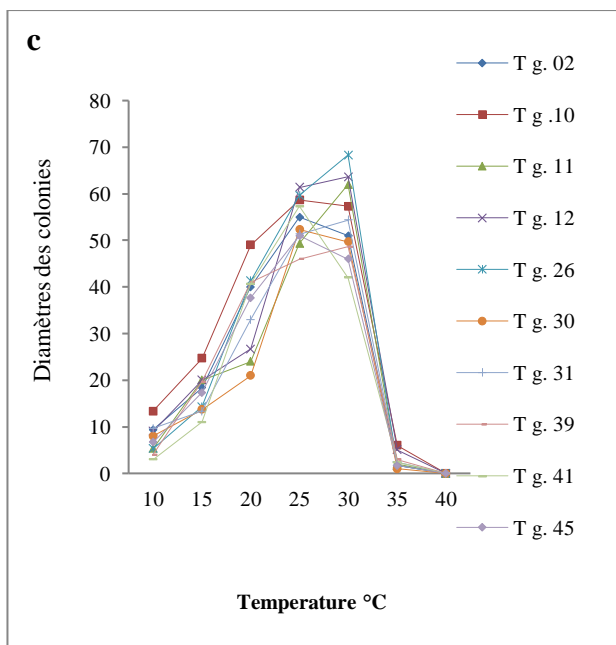 c
Diamètres des colonies
80
70
60
50
40
30
20
10
0
10 15 20 25 30 35 40
Temperature °C
T g. 02
T g .10
T g. 11
T g. 12
T g. 26
T g. 30
T g. 31
T g. 39
T g. 41
T g. 45